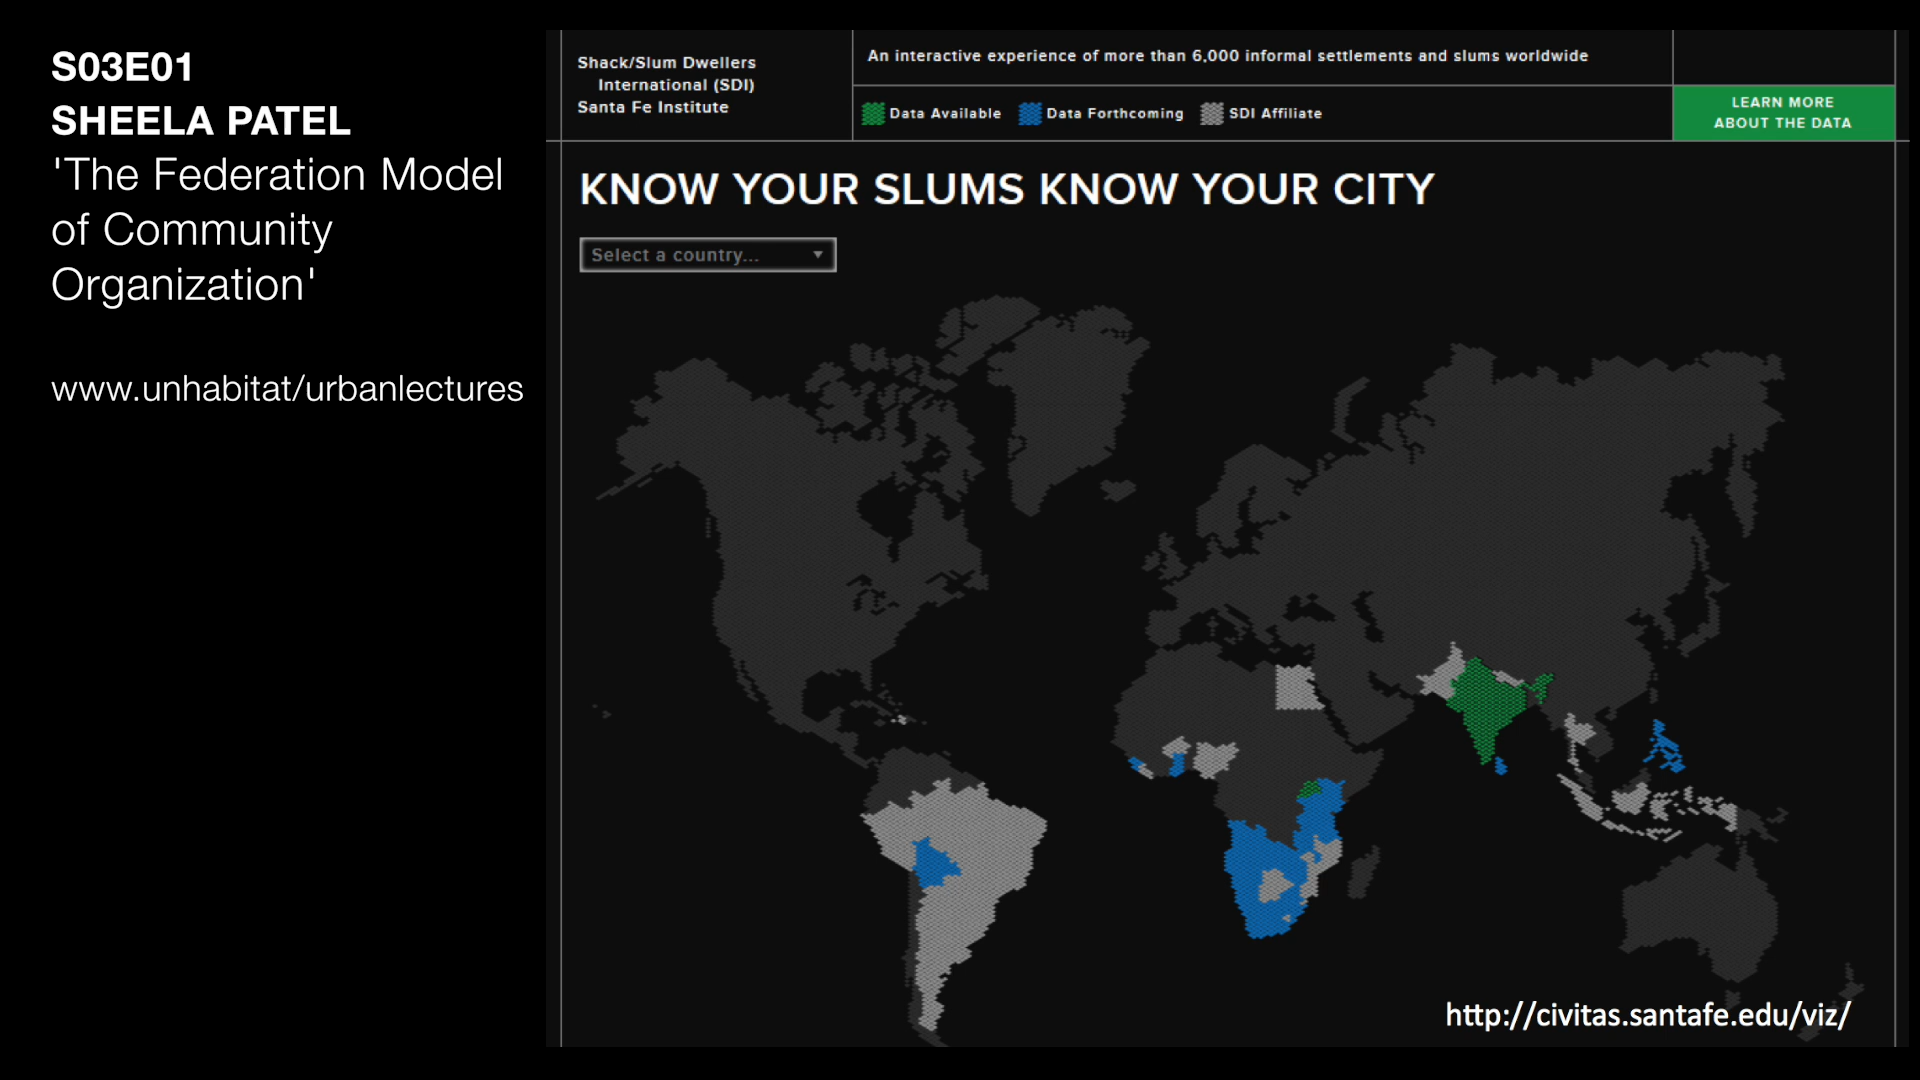 S03E01
SHEELA PATEL
'The Federation Model
of Community
Organization'
www.unhabitat/urbanlectures
Shack/Slum Dwellers
International (SDI)
Santa Fe Institute
An interactive experience of more than 6,000 informal settlements and slums worldwide
Data Available Data Forthcoming SDI Affiliate
LEARN MORE
ABOUT THE DATA
KNOW YOUR SLUMS KNOW YOUR CITY
Select a country...
http://civitas.santafe.edu/viz/